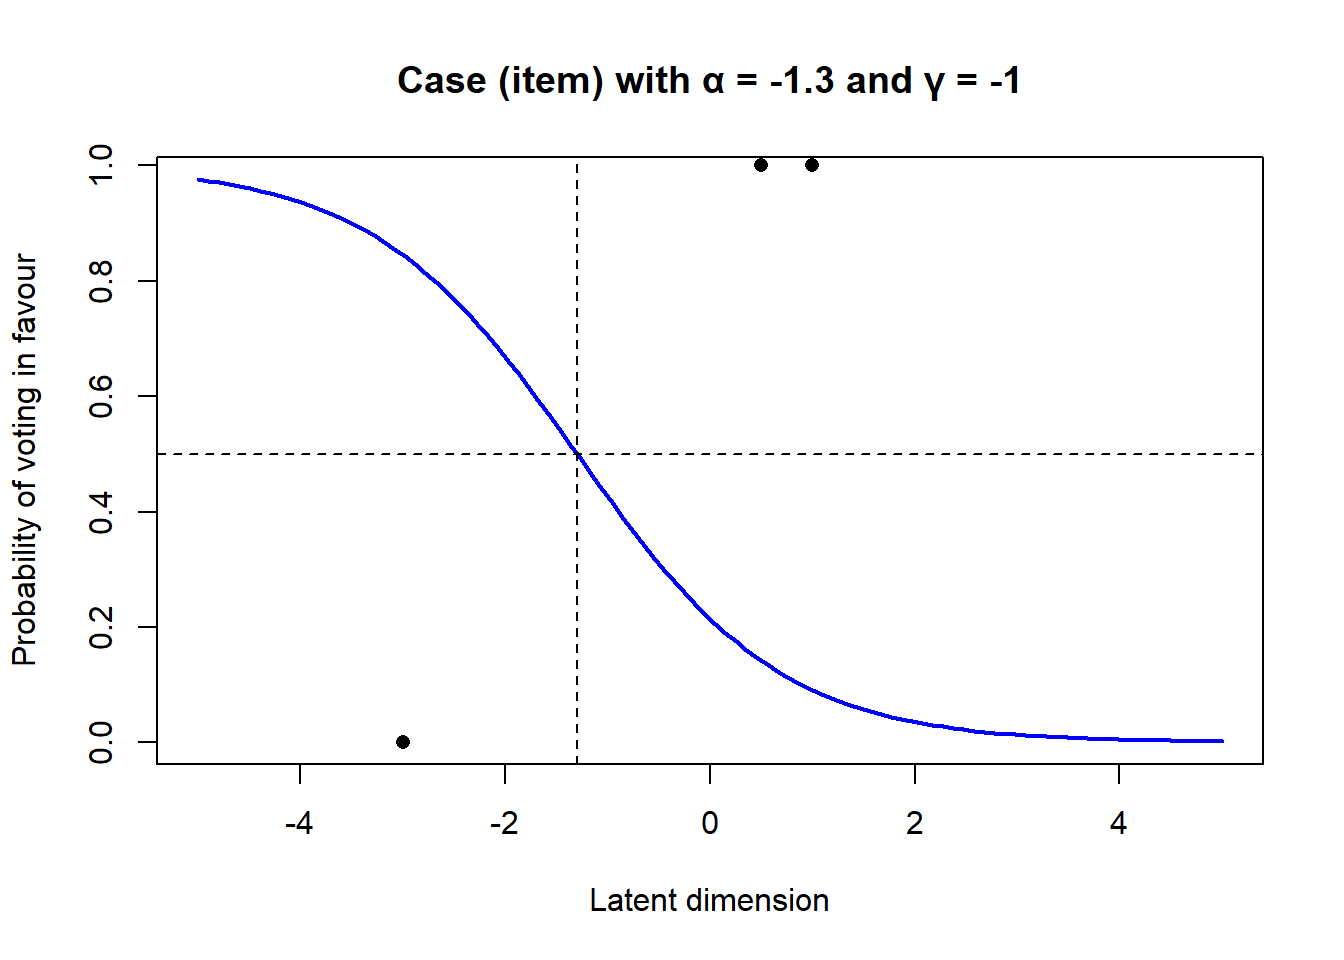 Case (item) with α = -1.3 and γ = -1
Probability of voting in favour
1.0
0.8
0.6
0.4
0.2
0.0
-4 -2 0 2 4
Latent dimension